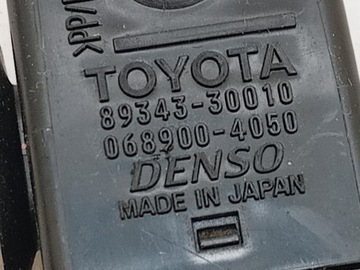 TOYOTA
89343-30010
068900-4050
DENSO
MADE IN JAPAN